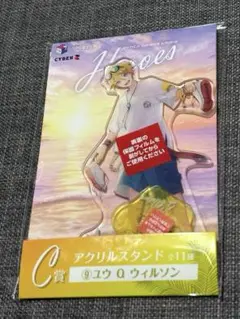 CYBER Z
Heroes
表面の
保護フィルムを
剥がしてから
ご使用ください
C賞
アクリルスタンド 全11種
⑨ユウ Q ウィルソン